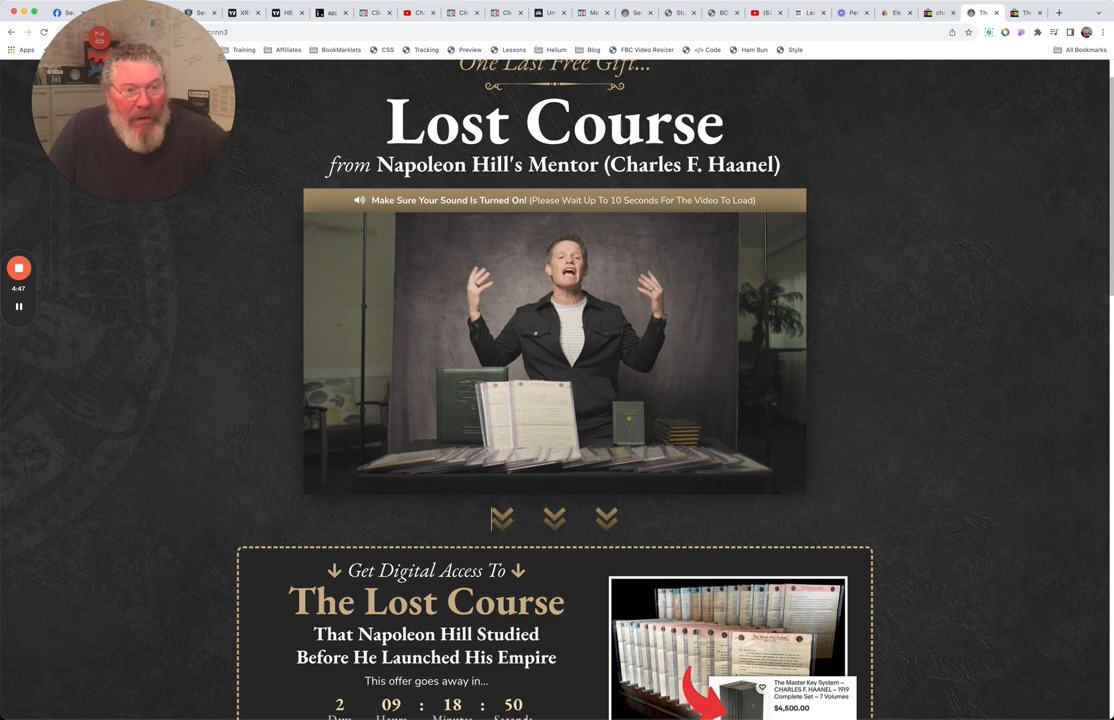 Training
Affiliates
BookMarklets
CSS
Tracking
Preview
Lessons
Helium
Blog
FBC Video Resizer
</> Code
Ham Bun
Style
All Bookmarks
Apps
2.0
4:47
One Last Free Gift...
Lost Course
from Napoleon Hill's Mentor (Charles F. Haanel)
Make Sure Your Sound Is Turned On! (Please Wait Up To 10 Seconds For The Video To Load)
Get Digital Access To
The Lost Course
That Napoleon Hill Studied
Before He Launched His Empire
This offer goes away in...
2 09 : 18 : 50
The Master Key System –
CHARLES F. HAANEL – 1919
Complete Set – 7 Volumes
$4,500.00